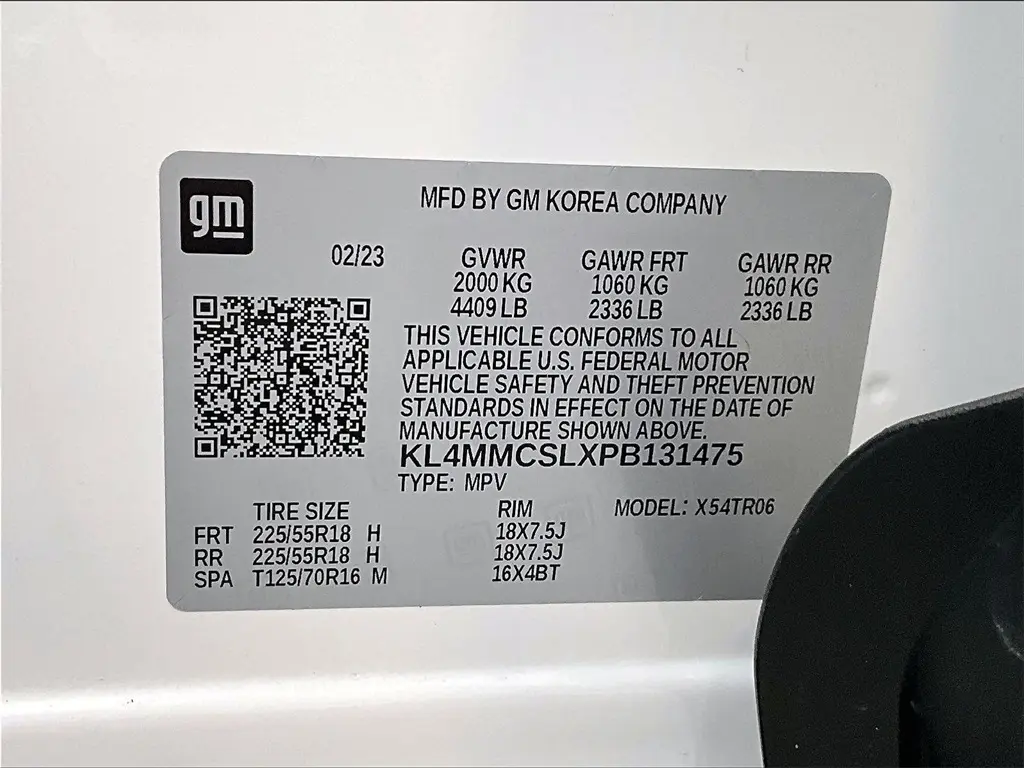 gm
MFD BY GM KOREA COMPANY
02/23 GVWR GAWR FRT GAWR RR
2000 KG 1060 KG 1060 KG
4409 LB 2336 LB 2336 LB
THIS VEHICLE CONFORMS TO ALL
APPLICABLE U.S. FEDERAL MOTOR
VEHICLE SAFETY AND THEFT PREVENTION
STANDARDS IN EFFECT ON THE DATE OF
MANUFACTURE SHOWN ABOVE.
KL4MMCSLXPB131475
TYPE: MPV
TIRE SIZE RIM MODEL: X54TR06
FRT 225/55R18 H 18X7.5J
RR 225/55R18 H 18X7.5J
SPA T125/70R16 M 16X4BT